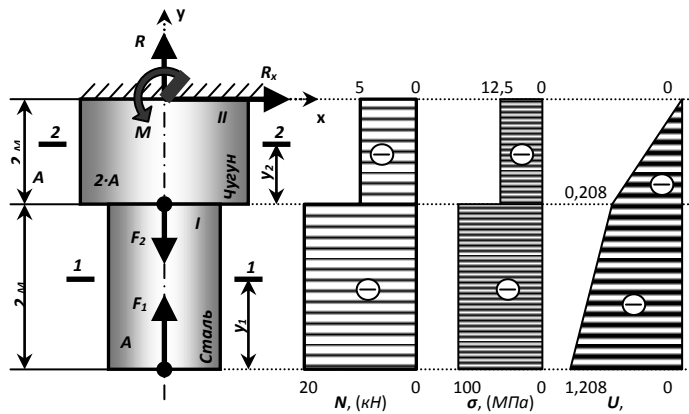 y
R
Rₓ
x
M
II
5 0
12,5 0
0
2
2
2 м
A
2·A
Чугун
y₂
0,208
I
F₂
1
1
2 м
F₁
A
Сталь
y₁
20 0
100 0
1,208 0
N, (кН)
σ, (МПа)
U,